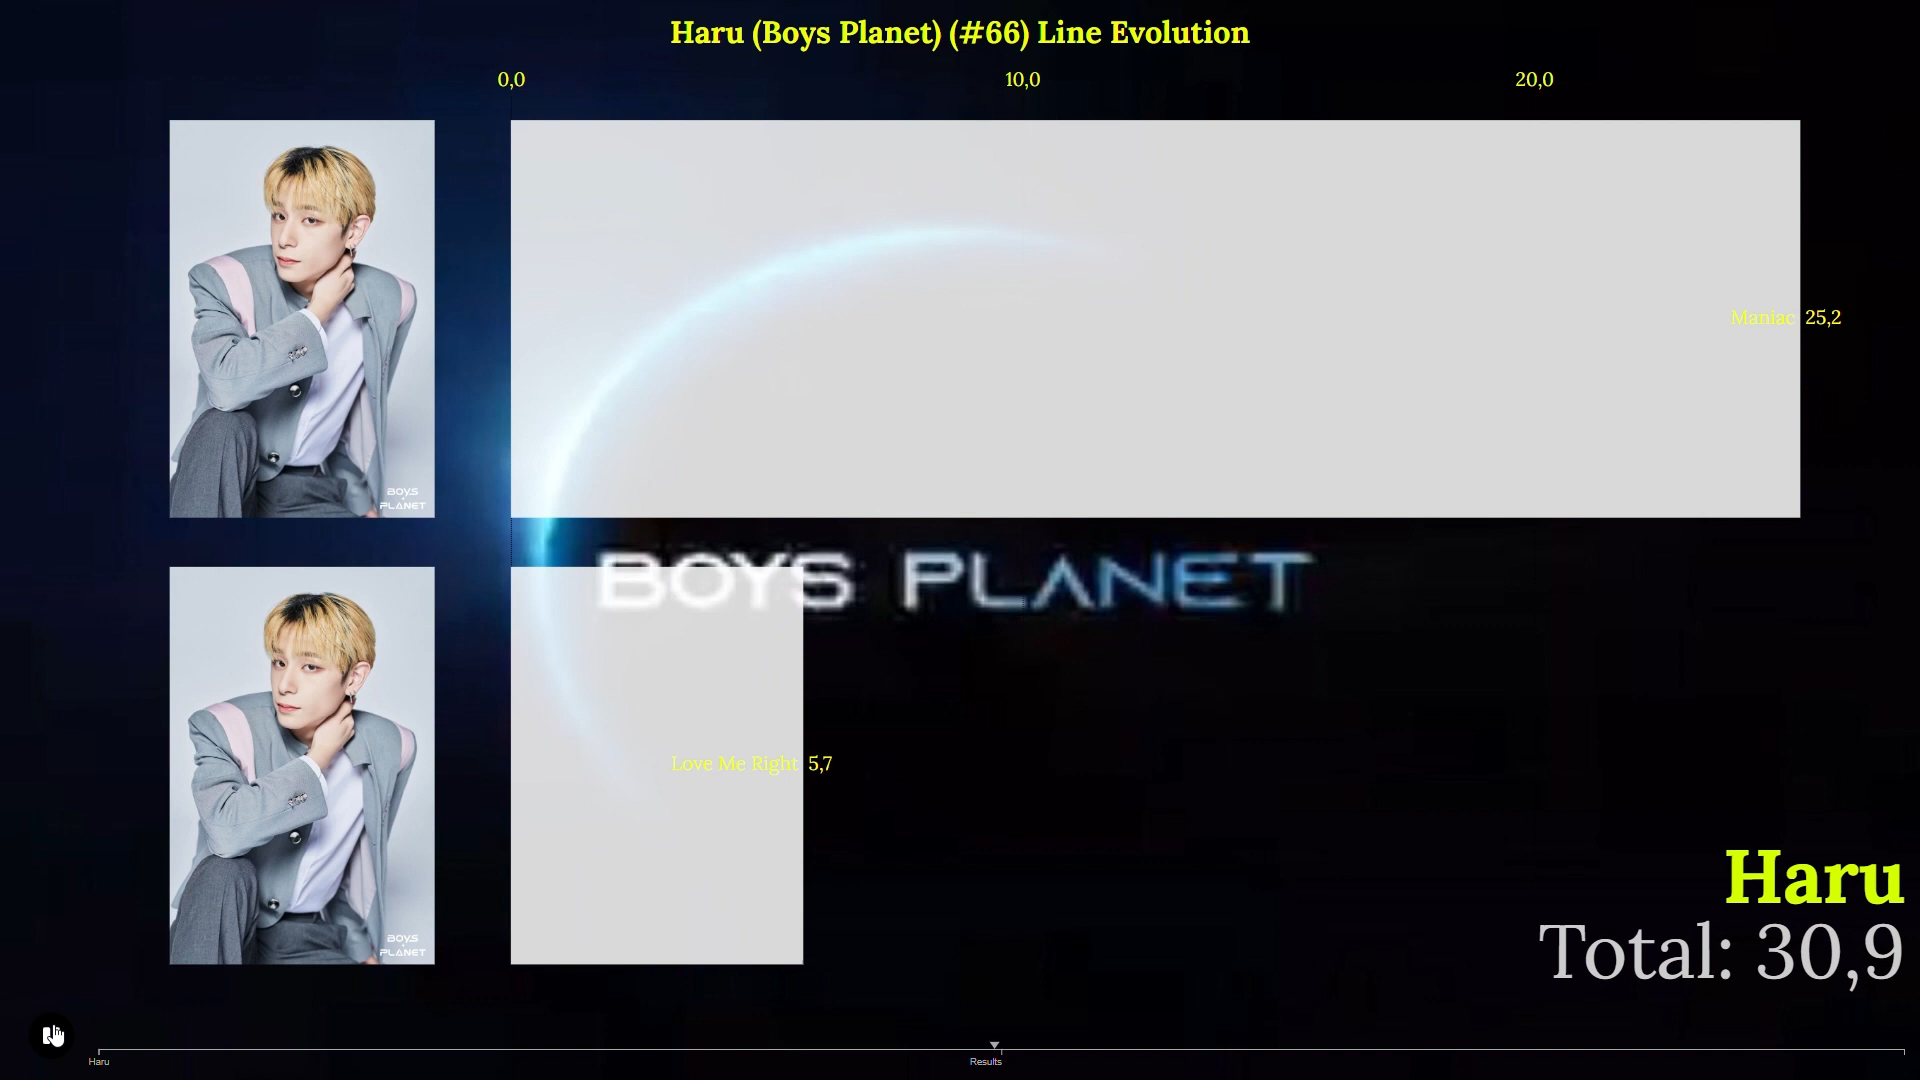 Haru (Boys Planet) (#66) Line Evolution
0,0 10,0 20,0
BOYS
PLANET
Maniac 25,2
BOYS PLANET
Love Me Right 5,7
BOYS
PLANET
Haru
Total: 30,9
Haru Results